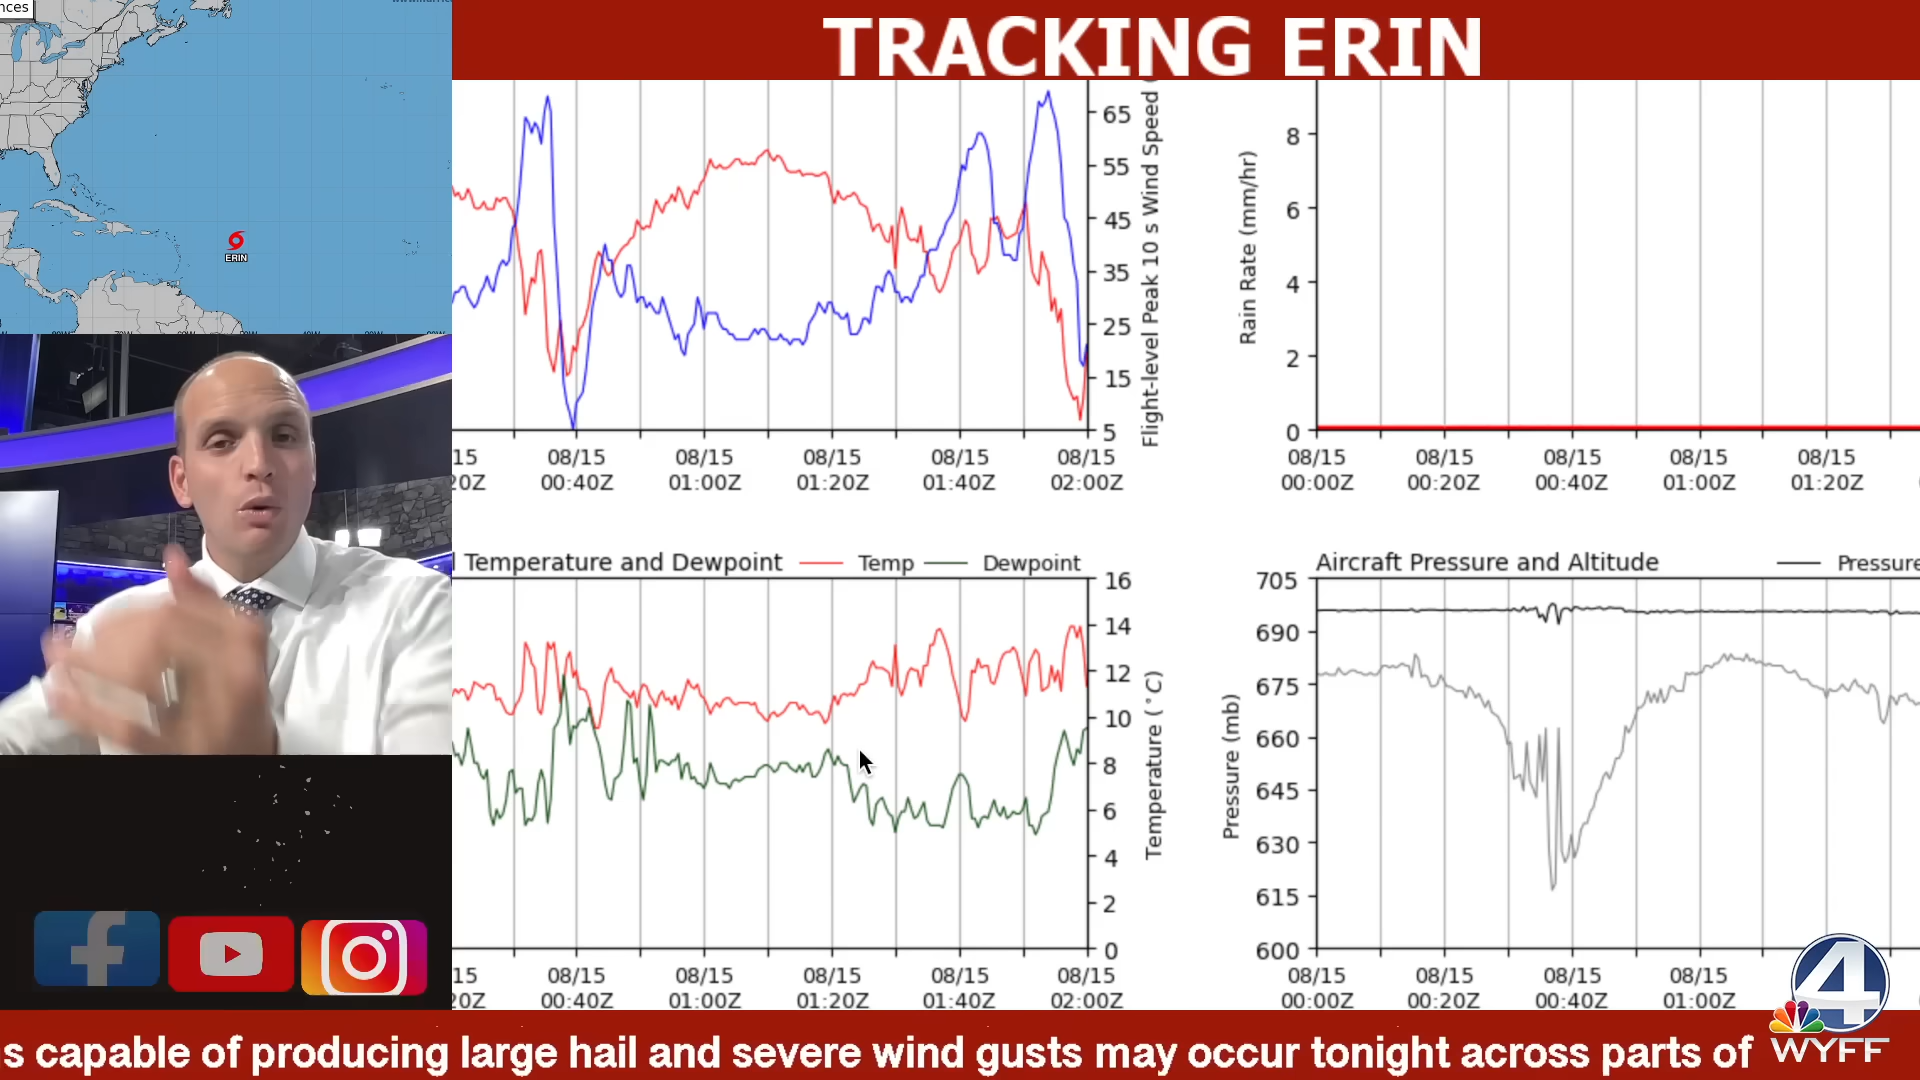 nces
TRACKING ERIN
ERIN
65
55
45
35
25
15
5
Flight-level Peak 10 s Wind Speed
15
20Z
08/15
00:40Z
08/15
01:00Z
08/15
01:20Z
08/15
01:40Z
08/15
02:00Z
Rain Rate (mm/hr)
8
6
4
2
0
08/15
00:00Z
08/15
00:20Z
08/15
00:40Z
08/15
01:00Z
08/15
01:20Z
Temperature and Dewpoint
Temp
Dewpoint
16
14
12
10
8
6
4
2
0
Temperature (°C)
15
20Z
08/15
00:40Z
08/15
01:00Z
08/15
01:20Z
08/15
01:40Z
08/15
02:00Z
Aircraft Pressure and Altitude
Pressure
705
690
675
660
645
630
615
600
Pressure (mb)
08/15
00:00Z
08/15
00:20Z
08/15
00:40Z
08/15
01:00Z
4
WYFF
s capable of producing large hail and severe wind gusts may occur tonight across parts of